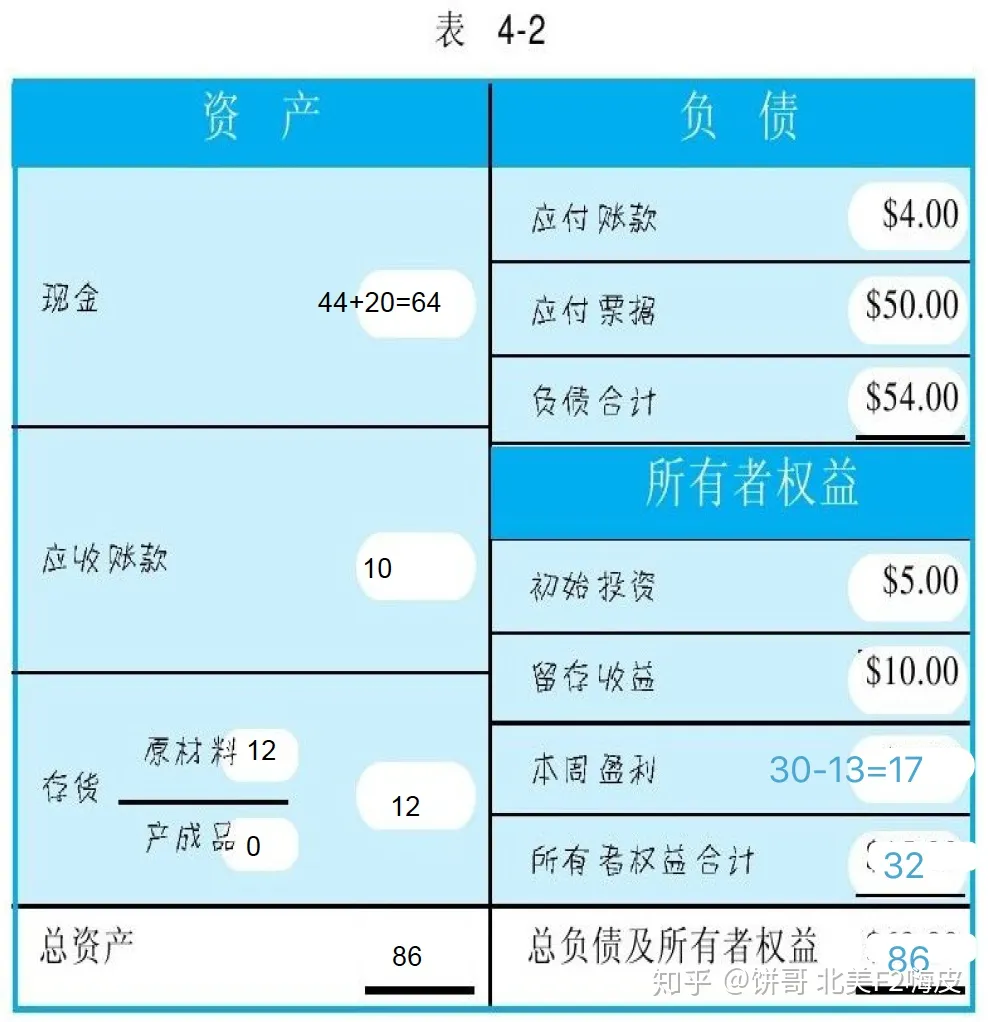 表 4-2
资 产
现金 44+20=64
应收账款 10
存货 原材料 12
产成品 0
12
总资产 86
负 债
应付账款 $4.00
应付票据 $50.00
负债合计 $54.00
所有者权益
初始投资 $5.00
留存收益 $10.00
本周盈利 30-13=17
所有者权益合计 32
总负债及所有者权益 86
知乎 @饼哥 北美F2嗨皮